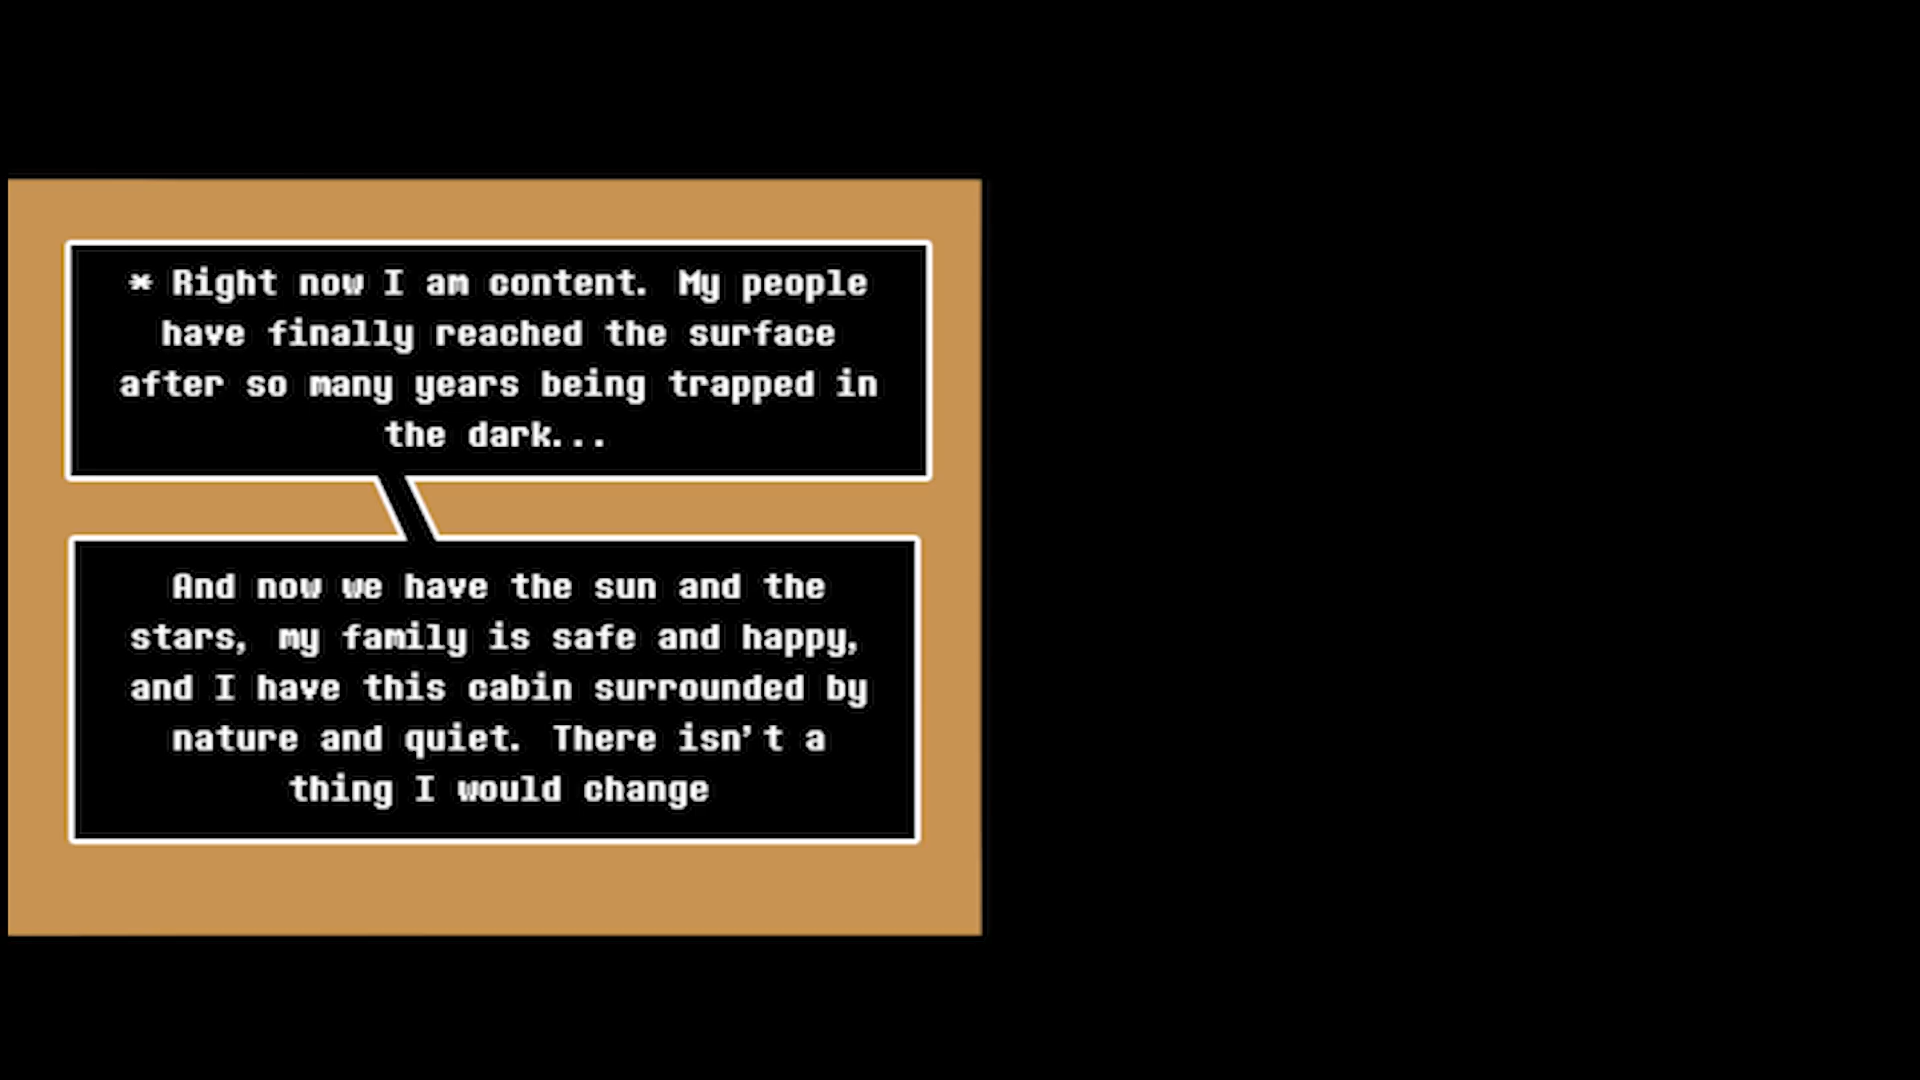 * Right now I am content. My people
have finally reached the surface
after so many years being trapped in
the dark...
And now we have the sun and the
stars, my family is safe and happy,
and I have this cabin surrounded by
nature and quiet. There isn't a
thing I would change